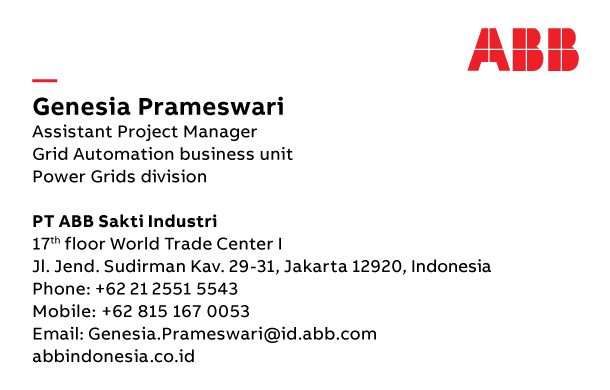 ABB
Genesia Prameswari
Assistant Project Manager
Grid Automation business unit
Power Grids division
PT ABB Sakti Industri
17th floor World Trade Center I
Jl. Jend. Sudirman Kav. 29-31, Jakarta 12920, Indonesia
Phone: +62 21 2551 5543
Mobile: +62 815 167 0053
Email: Genesia.Prameswari@id.abb.com
abbindonesia.co.id